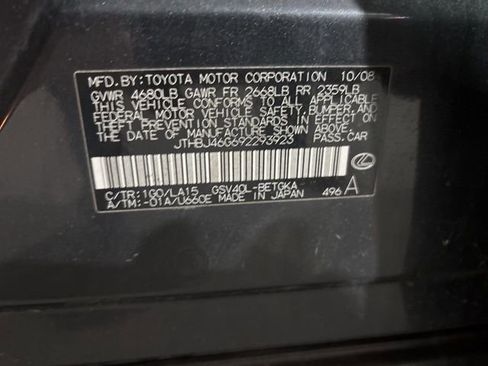 MFD.BY:TOYOTA MOTOR CORPORATION 10/08
GVWR 4680LB GAWR FR 2668LB RR 2359LB
THIS VEHICLE CONFORMS TO ALL APPLICABLE
FEDERAL MOTOR VEHICLE SAFETY, BUMPER, AND
THEFT PREVENTION STANDARDS IN EFFECT ON
THE DATE OF MANUFACTURE SHOWN ABOVE.
JTHBJ46G692293923 PASS.CAR
C/TR:1G0/LA15 GSV40L-BETGKA
A/TM:-01A/U660E MADE IN JAPAN 496 A